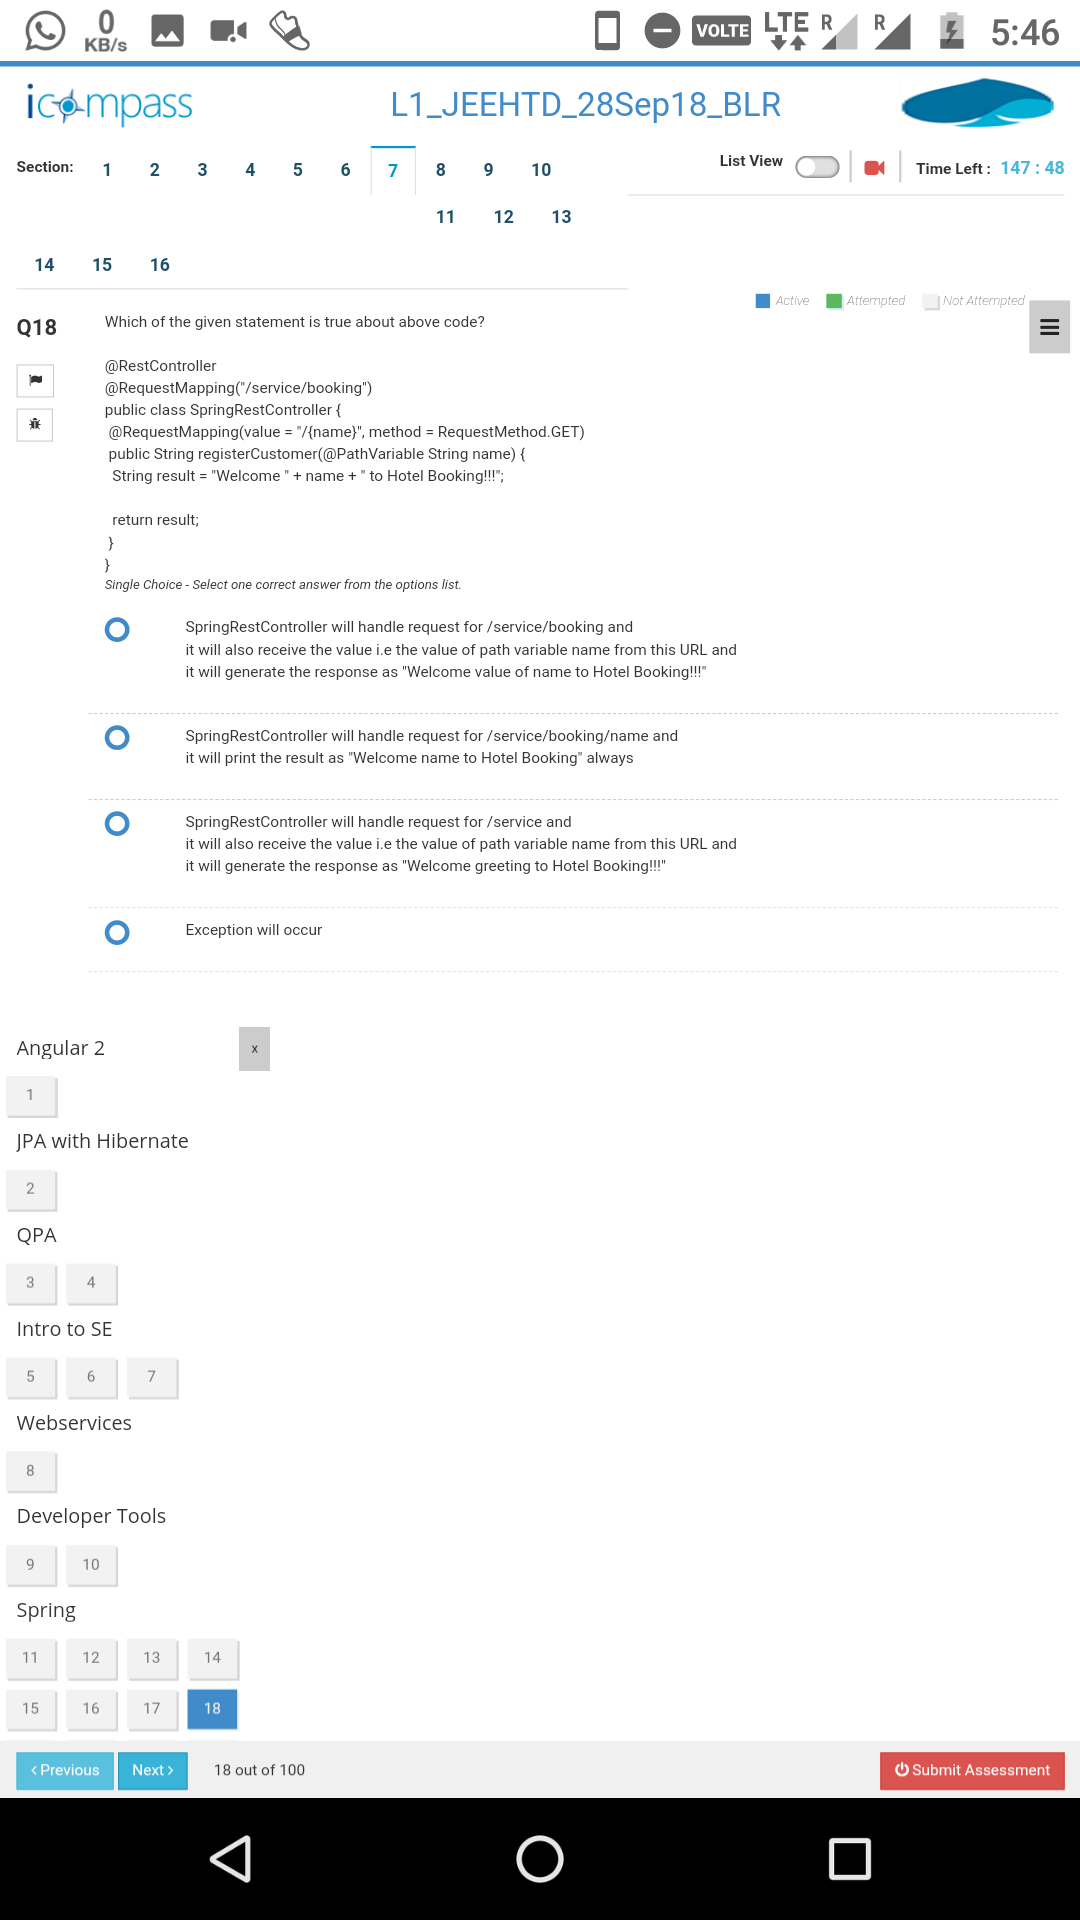 0
KB/s
VOLTE
LTE
R
R
5:46
icompass
L1_JEEHTD_28Sep18_BLR
Section: 1 2 3 4 5 6 7 8 9 10
List View
Time Left : 147 : 48
11 12 13
14 15 16
Active Attempted Not Attempted
Q18
Which of the given statement is true about above code?
@RestController
@RequestMapping("/service/booking")
public class SpringRestController {
@RequestMapping(value = "/{name}", method = RequestMethod.GET)
public String registerCustomer(@PathVariable String name) {
String result = "Welcome " + name + " to Hotel Booking!!!";
return result;
}
}
Single Choice - Select one correct answer from the options list.
SpringRestController will handle request for /service/booking and
it will also receive the value i.e the value of path variable name from this URL and
it will generate the response as "Welcome value of name to Hotel Booking!!!"
SpringRestController will handle request for /service/booking/name and
it will print the result as "Welcome name to Hotel Booking" always
SpringRestController will handle request for /service and
it will also receive the value i.e the value of path variable name from this URL and
it will generate the response as "Welcome greeting to Hotel Booking!!!"
Exception will occur
Angular 2
x
1
JPA with Hibernate
2
QPA
3 4
Intro to SE
5 6 7
Webservices
8
Developer Tools
9 10
Spring
11 12 13 14
15 16 17 18
‹ Previous Next › 18 out of 100
Submit Assessment